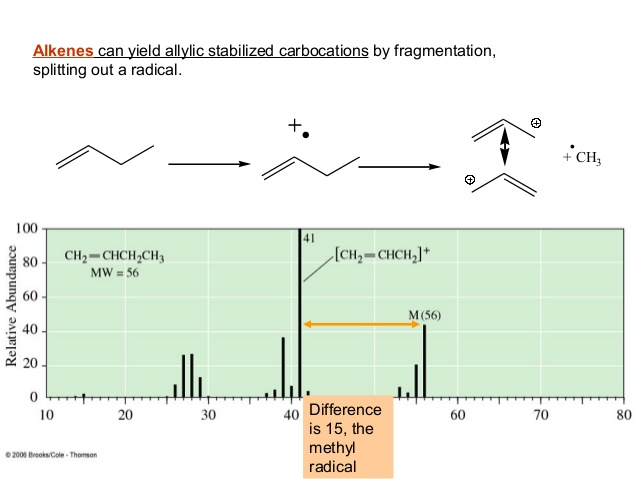 Alkenes can yield allylic stabilized carbocations by fragmentation,
splitting out a radical.
+•
⊕
⊕
+ •CH₃
100
80
60
40
20
0
Relative Abundance
CH₂=CHCH₂CH₃
MW = 56
41
[CH₂=CHCH₂]⁺
M (56)
10 20 30 40 60 70 80
Difference
is 15, the
methyl
radical
© 2006 Brooks/Cole - Thomson